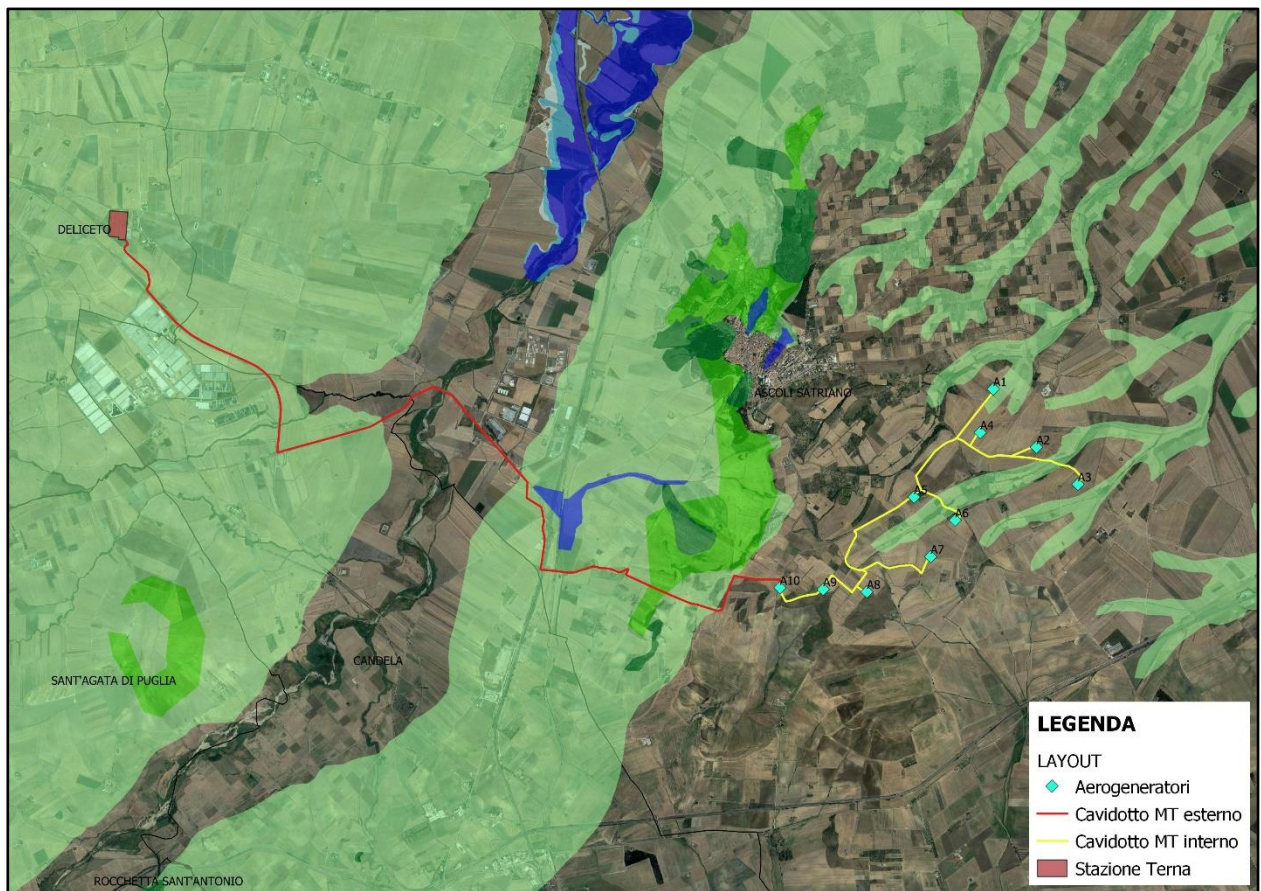 DELICETO
ASCOLI SATRIANO
A1
A4
A2
A3
A5
A6
A7
A10
A9
A8
CANDELA
SANT'AGATA DI PUGLIA
ROCCHETTA SANT'ANTONIO
LEGENDA
LAYOUT
Aerogeneratori
Cavidotto MT esterno
Cavidotto MT interno
Stazione Terna